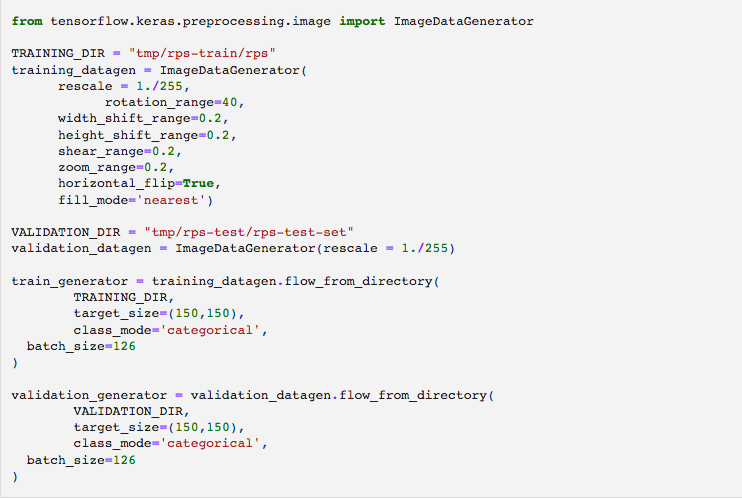 from tensorflow.keras.preprocessing.image import ImageDataGenerator

TRAINING_DIR = "tmp/rps-train/rps"
training_datagen = ImageDataGenerator(
      rescale = 1./255,
            rotation_range=40,
      width_shift_range=0.2,
      height_shift_range=0.2,
      shear_range=0.2,
      zoom_range=0.2,
      horizontal_flip=True,
      fill_mode='nearest')

VALIDATION_DIR = "tmp/rps-test/rps-test-set"
validation_datagen = ImageDataGenerator(rescale = 1./255)

train_generator = training_datagen.flow_from_directory(
        TRAINING_DIR,
        target_size=(150,150),
        class_mode='categorical',
  batch_size=126
)

validation_generator = validation_datagen.flow_from_directory(
        VALIDATION_DIR,
        target_size=(150,150),
        class_mode='categorical',
  batch_size=126
)